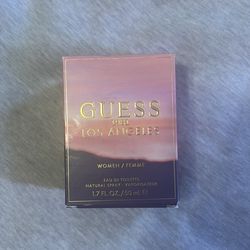 GUESS
1981
LOS ANGELES
WOMEN / FEMME
EAU DE TOILETTE
NATURAL SPRAY · VAPORISATEUR
1.7 FL. OZ. / 50 mL ℮